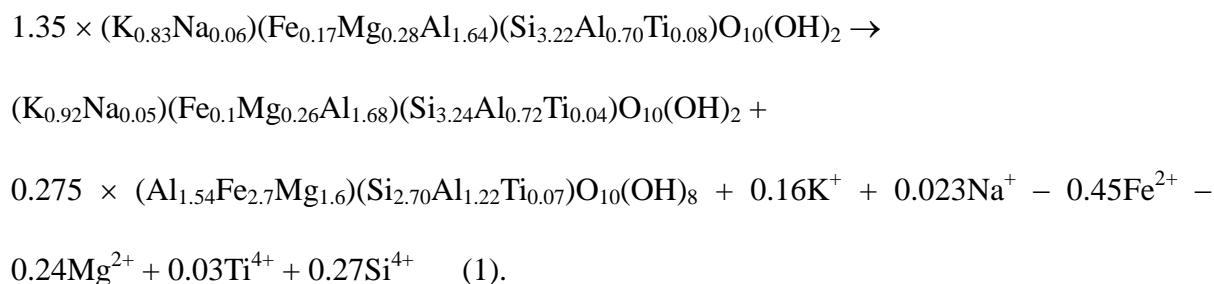 1.35 × (K₀.₈₃Na₀.₀₆)(Fe₀.₁₇Mg₀.₂₈Al₁.₆₄)(Si₃.₂₂Al₀.₇₀Ti₀.₀₈)O₁₀(OH)₂ →
(K₀.₉₂Na₀.₀₅)(Fe₀.₁Mg₀.₂₆Al₁.₆₈)(Si₃.₂₄Al₀.₇₂Ti₀.₀₄)O₁₀(OH)₂ +
0.275 × (Al₁.₅₄Fe₂.₇Mg₁.₆)(Si₂.₇₀Al₁.₂₂Ti₀.₀₇)O₁₀(OH)₈ + 0.16K⁺ + 0.023Na⁺ – 0.45Fe²⁺ –
0.24Mg²⁺ + 0.03Ti⁴⁺ + 0.27Si⁴⁺ (1).